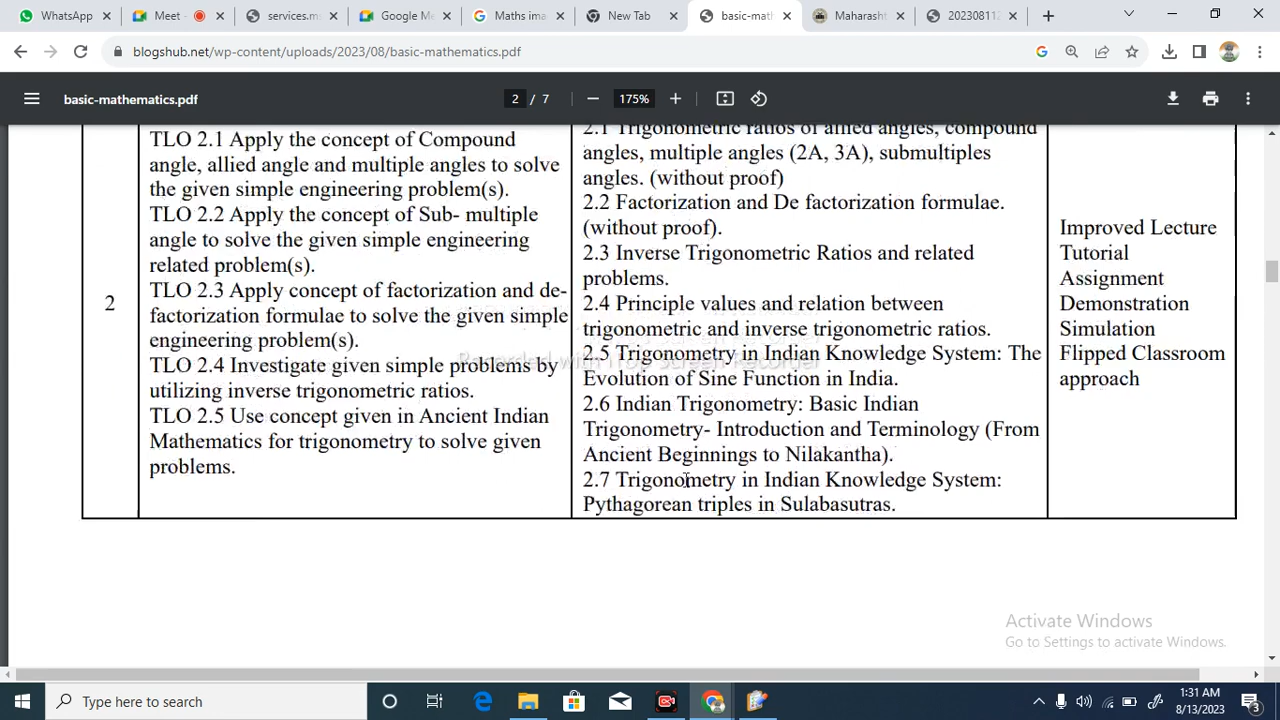 WhatsApp
Meet -
services.m
Google Me
Maths ima
New Tab
basic-mat
Maharasht
202308112
blogshub.net/wp-content/uploads/2023/08/basic-mathematics.pdf
basic-mathematics.pdf
2 / 7
175%
TLO 2.1 Apply the concept of Compound
angle, allied angle and multiple angles to solve
the given simple engineering problem(s).
TLO 2.2 Apply the concept of Sub- multiple
angle to solve the given simple engineering
related problem(s).
TLO 2.3 Apply concept of factorization and de-
factorization formulae to solve the given simple
engineering problem(s).
TLO 2.4 Investigate given simple problems by
utilizing inverse trigonometric ratios.
TLO 2.5 Use concept given in Ancient Indian
Mathematics for trigonometry to solve given
problems.
2
2.1 Trigonometric ratios of allied angles, compound
angles, multiple angles (2A, 3A), submultiples
angles. (without proof)
2.2 Factorization and De factorization formulae.
(without proof).
2.3 Inverse Trigonometric Ratios and related
problems.
2.4 Principle values and relation between
trigonometric and inverse trigonometric ratios.
2.5 Trigonometry in Indian Knowledge System: The
Evolution of Sine Function in India.
2.6 Indian Trigonometry: Basic Indian
Trigonometry- Introduction and Terminology (From
Ancient Beginnings to Nilakantha).
2.7 Trigonometry in Indian Knowledge System:
Pythagorean triples in Sulabasutras.
Improved Lecture
Tutorial
Assignment
Demonstration
Simulation
Flipped Classroom
approach
Recorded with iTop Screen Recorder
Activate Windows
Go to Settings to activate Windows.
Type here to search
1:31 AM
8/13/2023
3